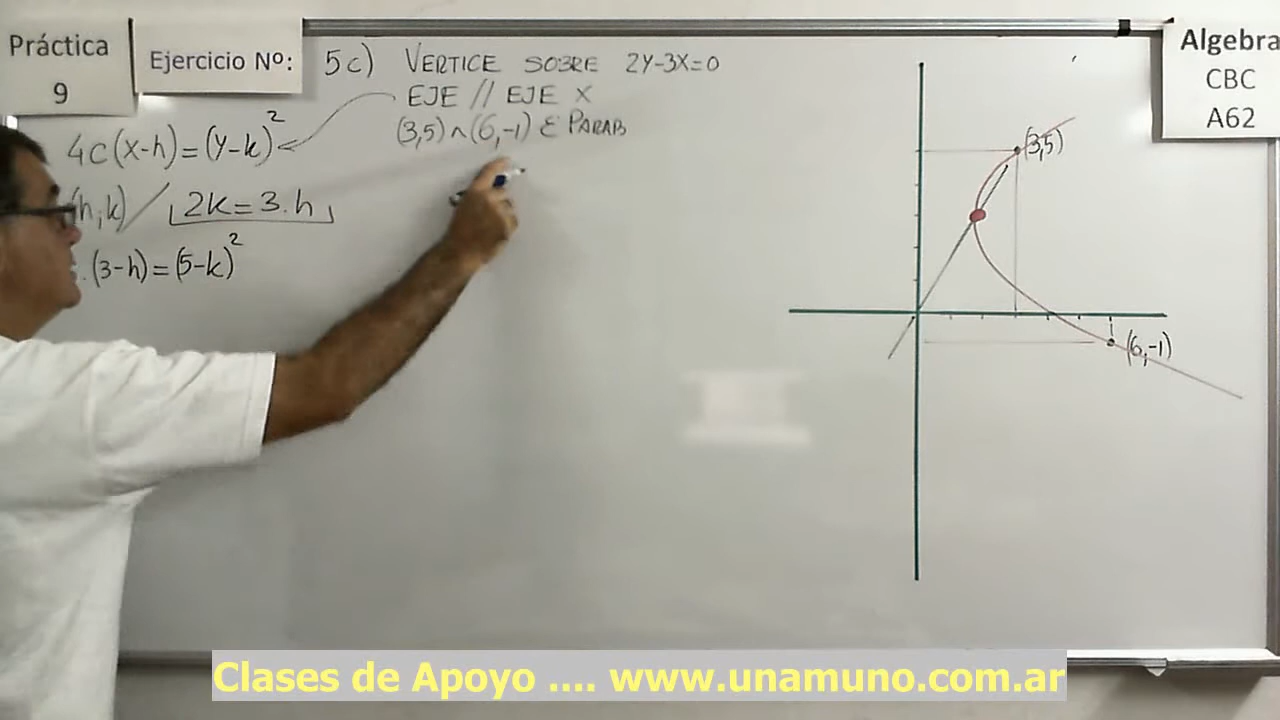 Práctica
9
Ejercicio Nº:
5c) VERTICE SOBRE 2Y-3X=0
EJE // EJE X
(3,5) ∧ (6,-1) ∈ PARAB
4C(X-h)=(Y-k)²
(h,k) / 2k=3.h
.(3-h)=(5-k)²
Algebra
CBC
A62
(3,5)
(6,-1)
Clases de Apoyo .... www.unamuno.com.ar